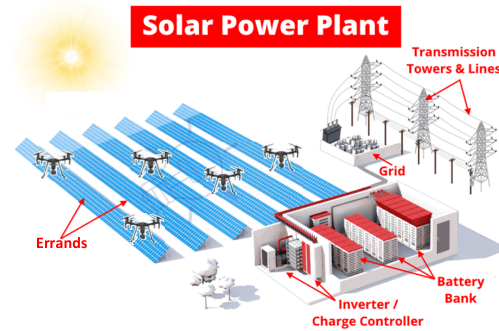 Solar Power Plant
Transmission
Towers & Lines
Grid
Errands
Battery
Bank
Inverter /
Charge Controller